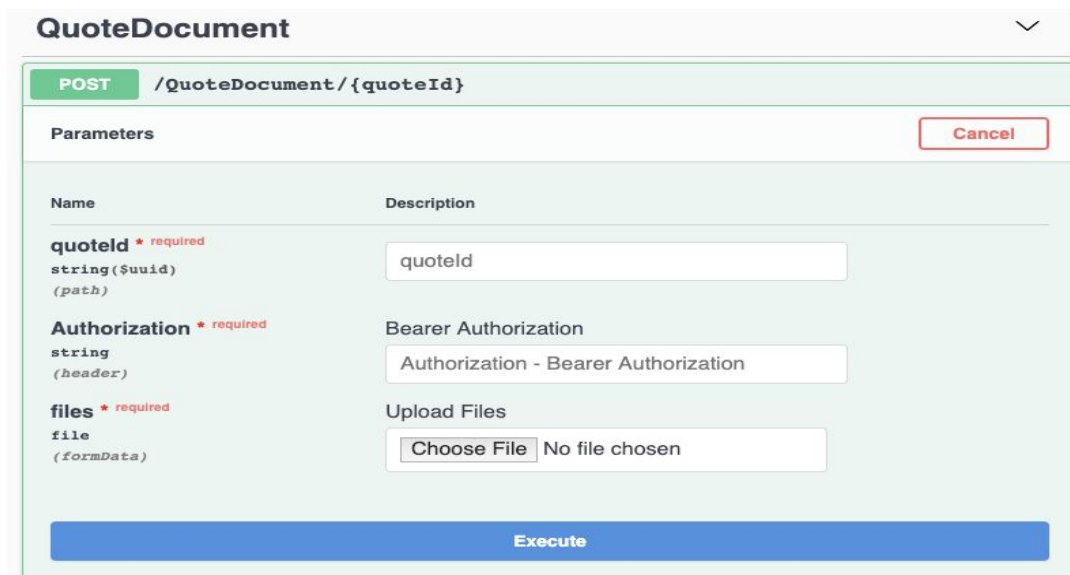 QuoteDocument
POST /QuoteDocument/{quoteId}
Parameters Cancel
Name Description
quoteId * required
string($uuid)
(path)
quoteId
Authorization * required
string
(header)
Bearer Authorization
Authorization - Bearer Authorization
files * required
file
(formData)
Upload Files
Choose File No file chosen
Execute